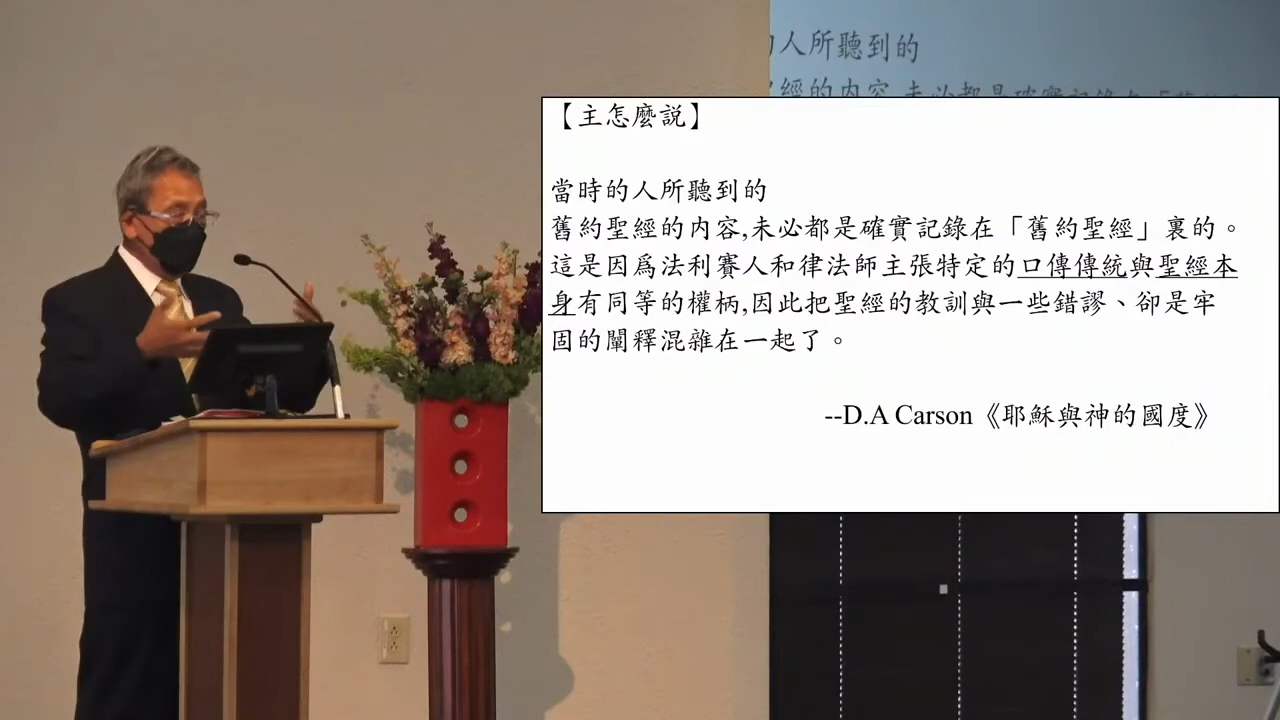 人所聽到的
【主怎麼説】
當時的人所聽到的
舊約聖經的内容,未必都是確實記錄在「舊約聖經」裏的。
這是因爲法利賽人和律法師主張特定的口傳傳統與聖經本
身有同等的權柄,因此把聖經的教訓與一些錯謬、卻是牢
固的闡釋混雜在一起了。
--D.A Carson《耶穌與神的國度》